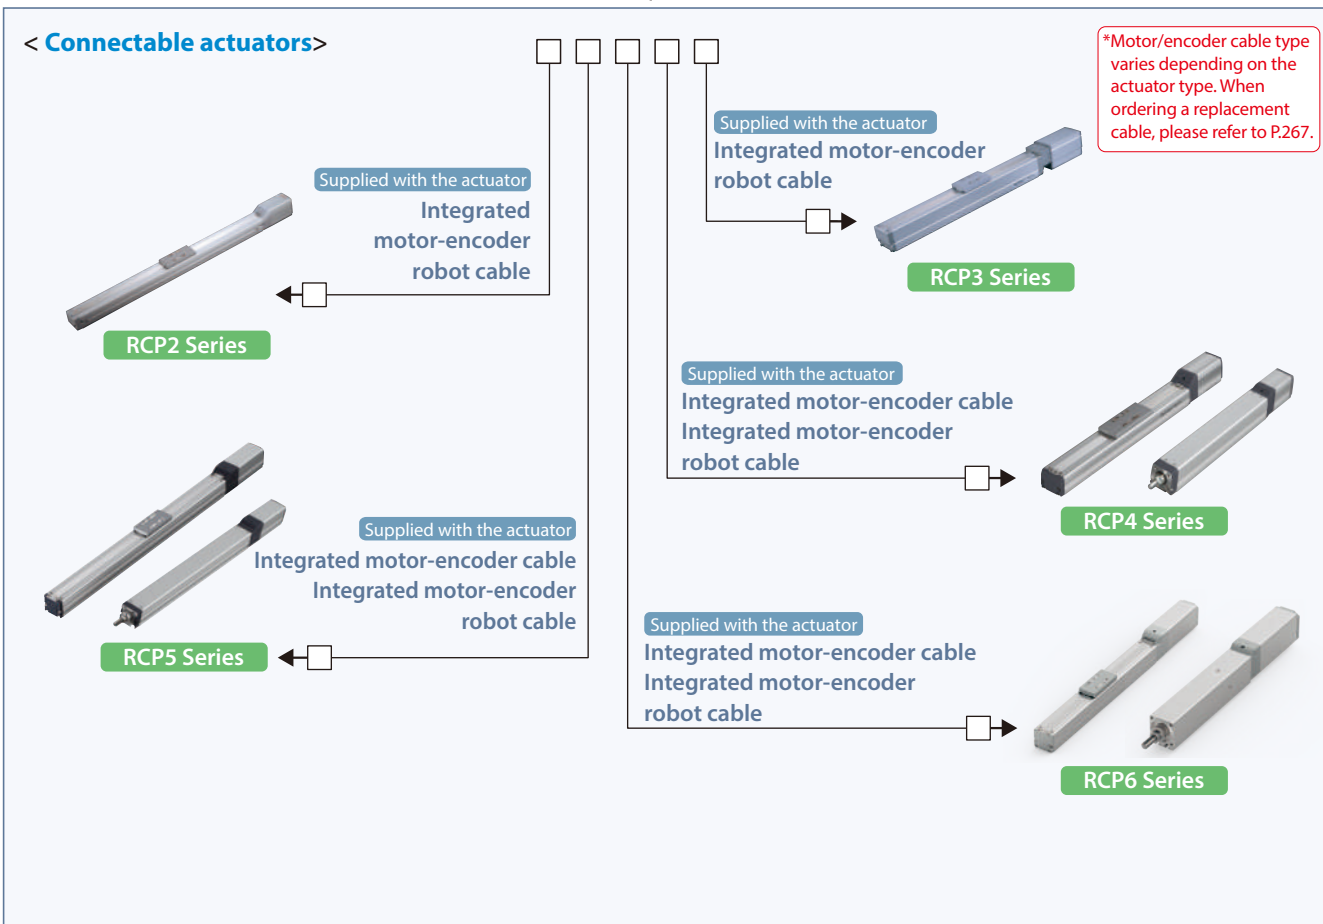 < Connectable actuators>
*Motor/encoder cable type
varies depending on the
actuator type. When
ordering a replacement
cable, please refer to P.267.
Supplied with the actuator
Integrated motor-encoder
robot cable
RCP3 Series
Supplied with the actuator
Integrated
motor-encoder
robot cable
RCP2 Series
Supplied with the actuator
Integrated motor-encoder cable
Integrated motor-encoder
robot cable
RCP4 Series
Supplied with the actuator
Integrated motor-encoder cable
Integrated motor-encoder
robot cable
RCP5 Series
Supplied with the actuator
Integrated motor-encoder cable
Integrated motor-encoder
robot cable
RCP6 Series